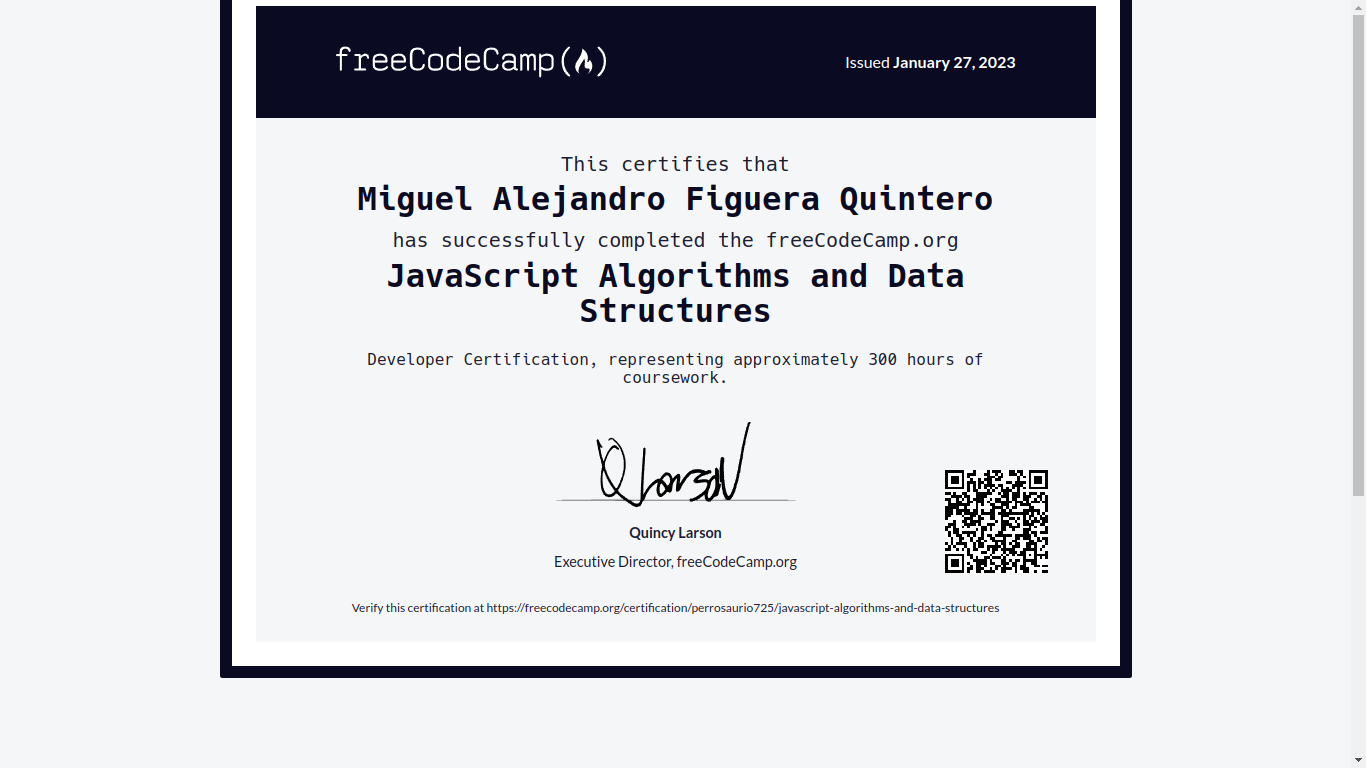 freeCodeCamp(🔥)
Issued January 27, 2023
This certifies that
Miguel Alejandro Figuera Quintero
has successfully completed the freeCodeCamp.org
JavaScript Algorithms and Data
Structures
Developer Certification, representing approximately 300 hours of
coursework.
Q Larson
Quincy Larson
Executive Director, freeCodeCamp.org
Verify this certification at https://freecodecamp.org/certification/perrosaurio725/javascript-algorithms-and-data-structures